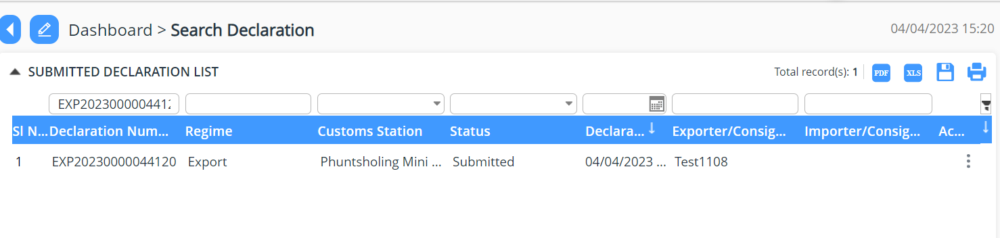 Dashboard > Search Declaration
04/04/2023 15:20
SUBMITTED DECLARATION LIST
Total record(s): 1
PDF
XLS
EXP2023000004412
Sl N... Declaration Num... Regime Customs Station Status Declara... Exporter/Consig... Importer/Consig... Ac...
1 EXP20230000044120 Export Phuntsholing Mini ... Submitted 04/04/2023 ... Test1108